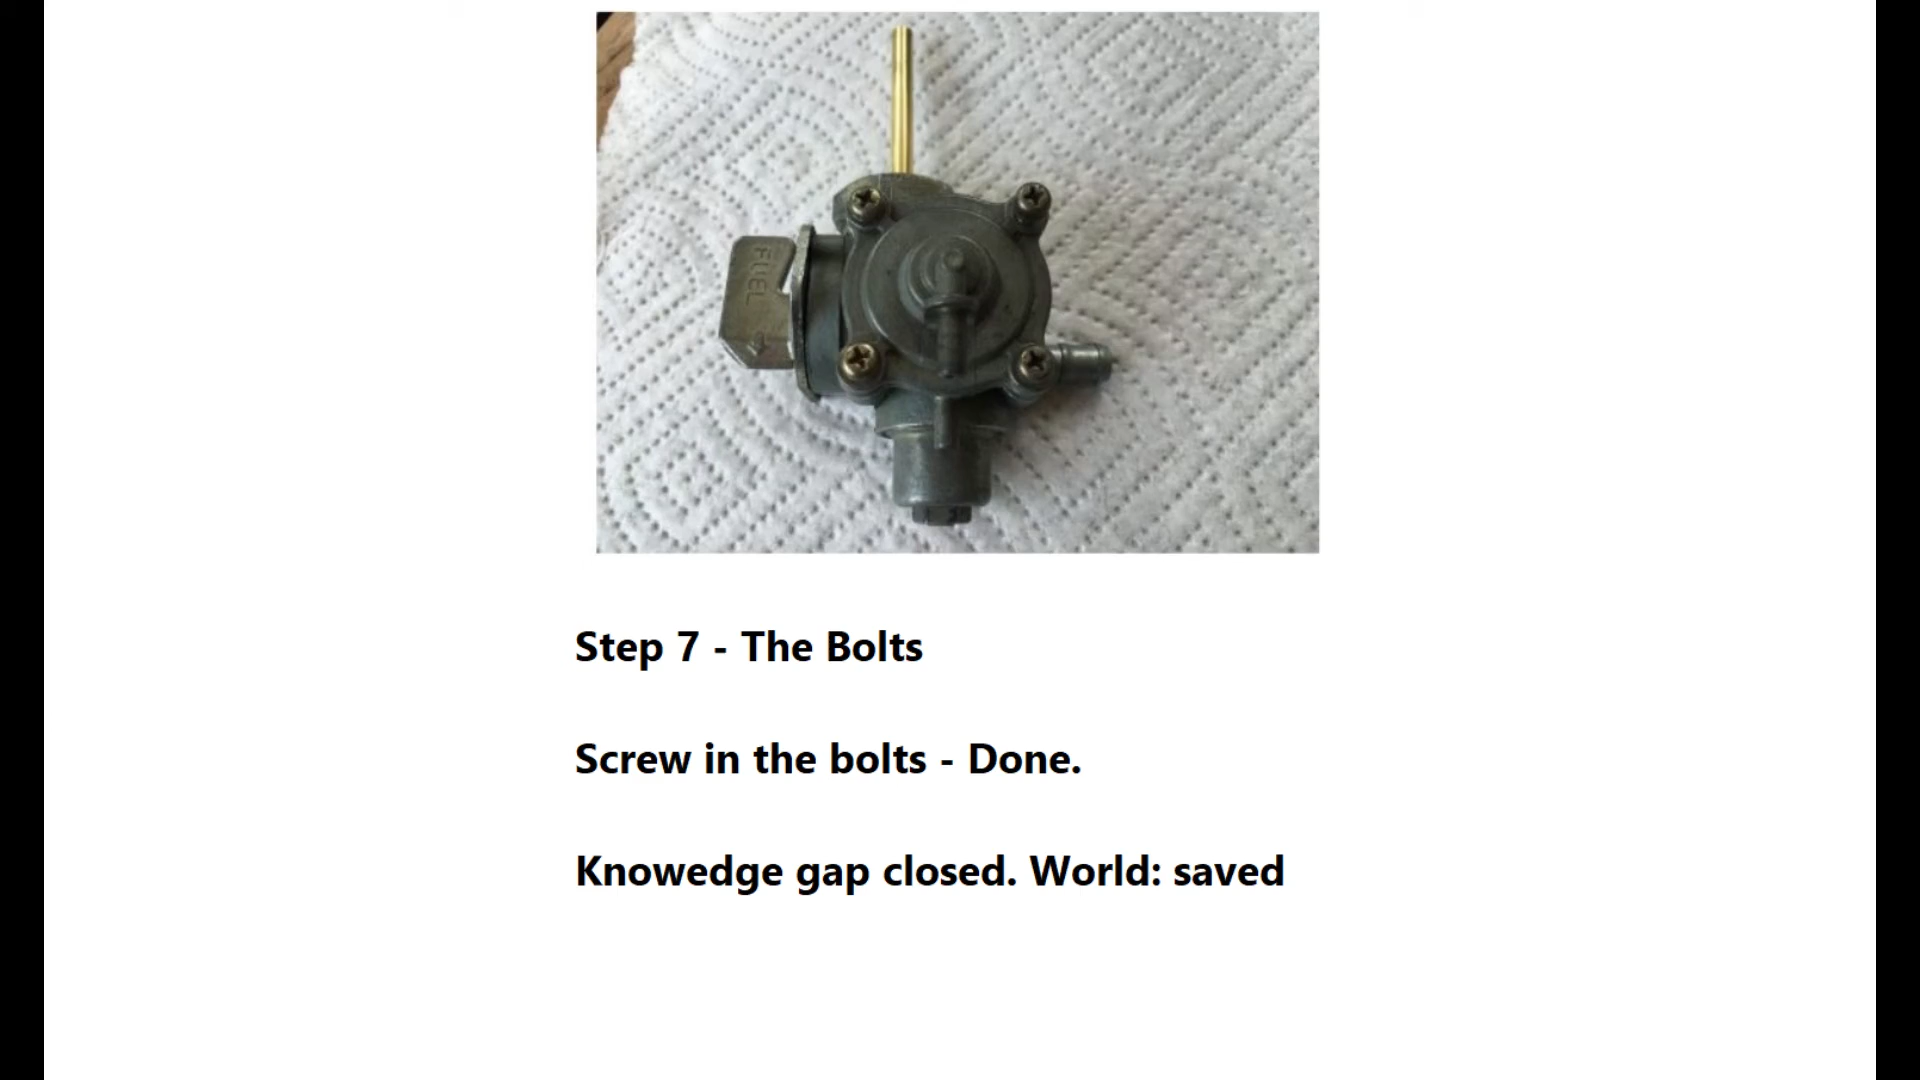 FUEL
Step 7 - The Bolts
Screw in the bolts - Done.
Knowedge gap closed. World: saved